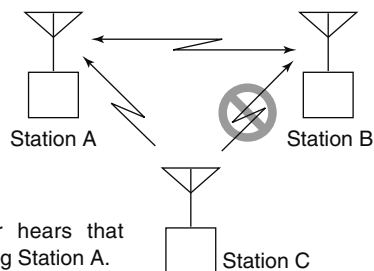 Station A
Station B
hears that
g Station A.
Station C